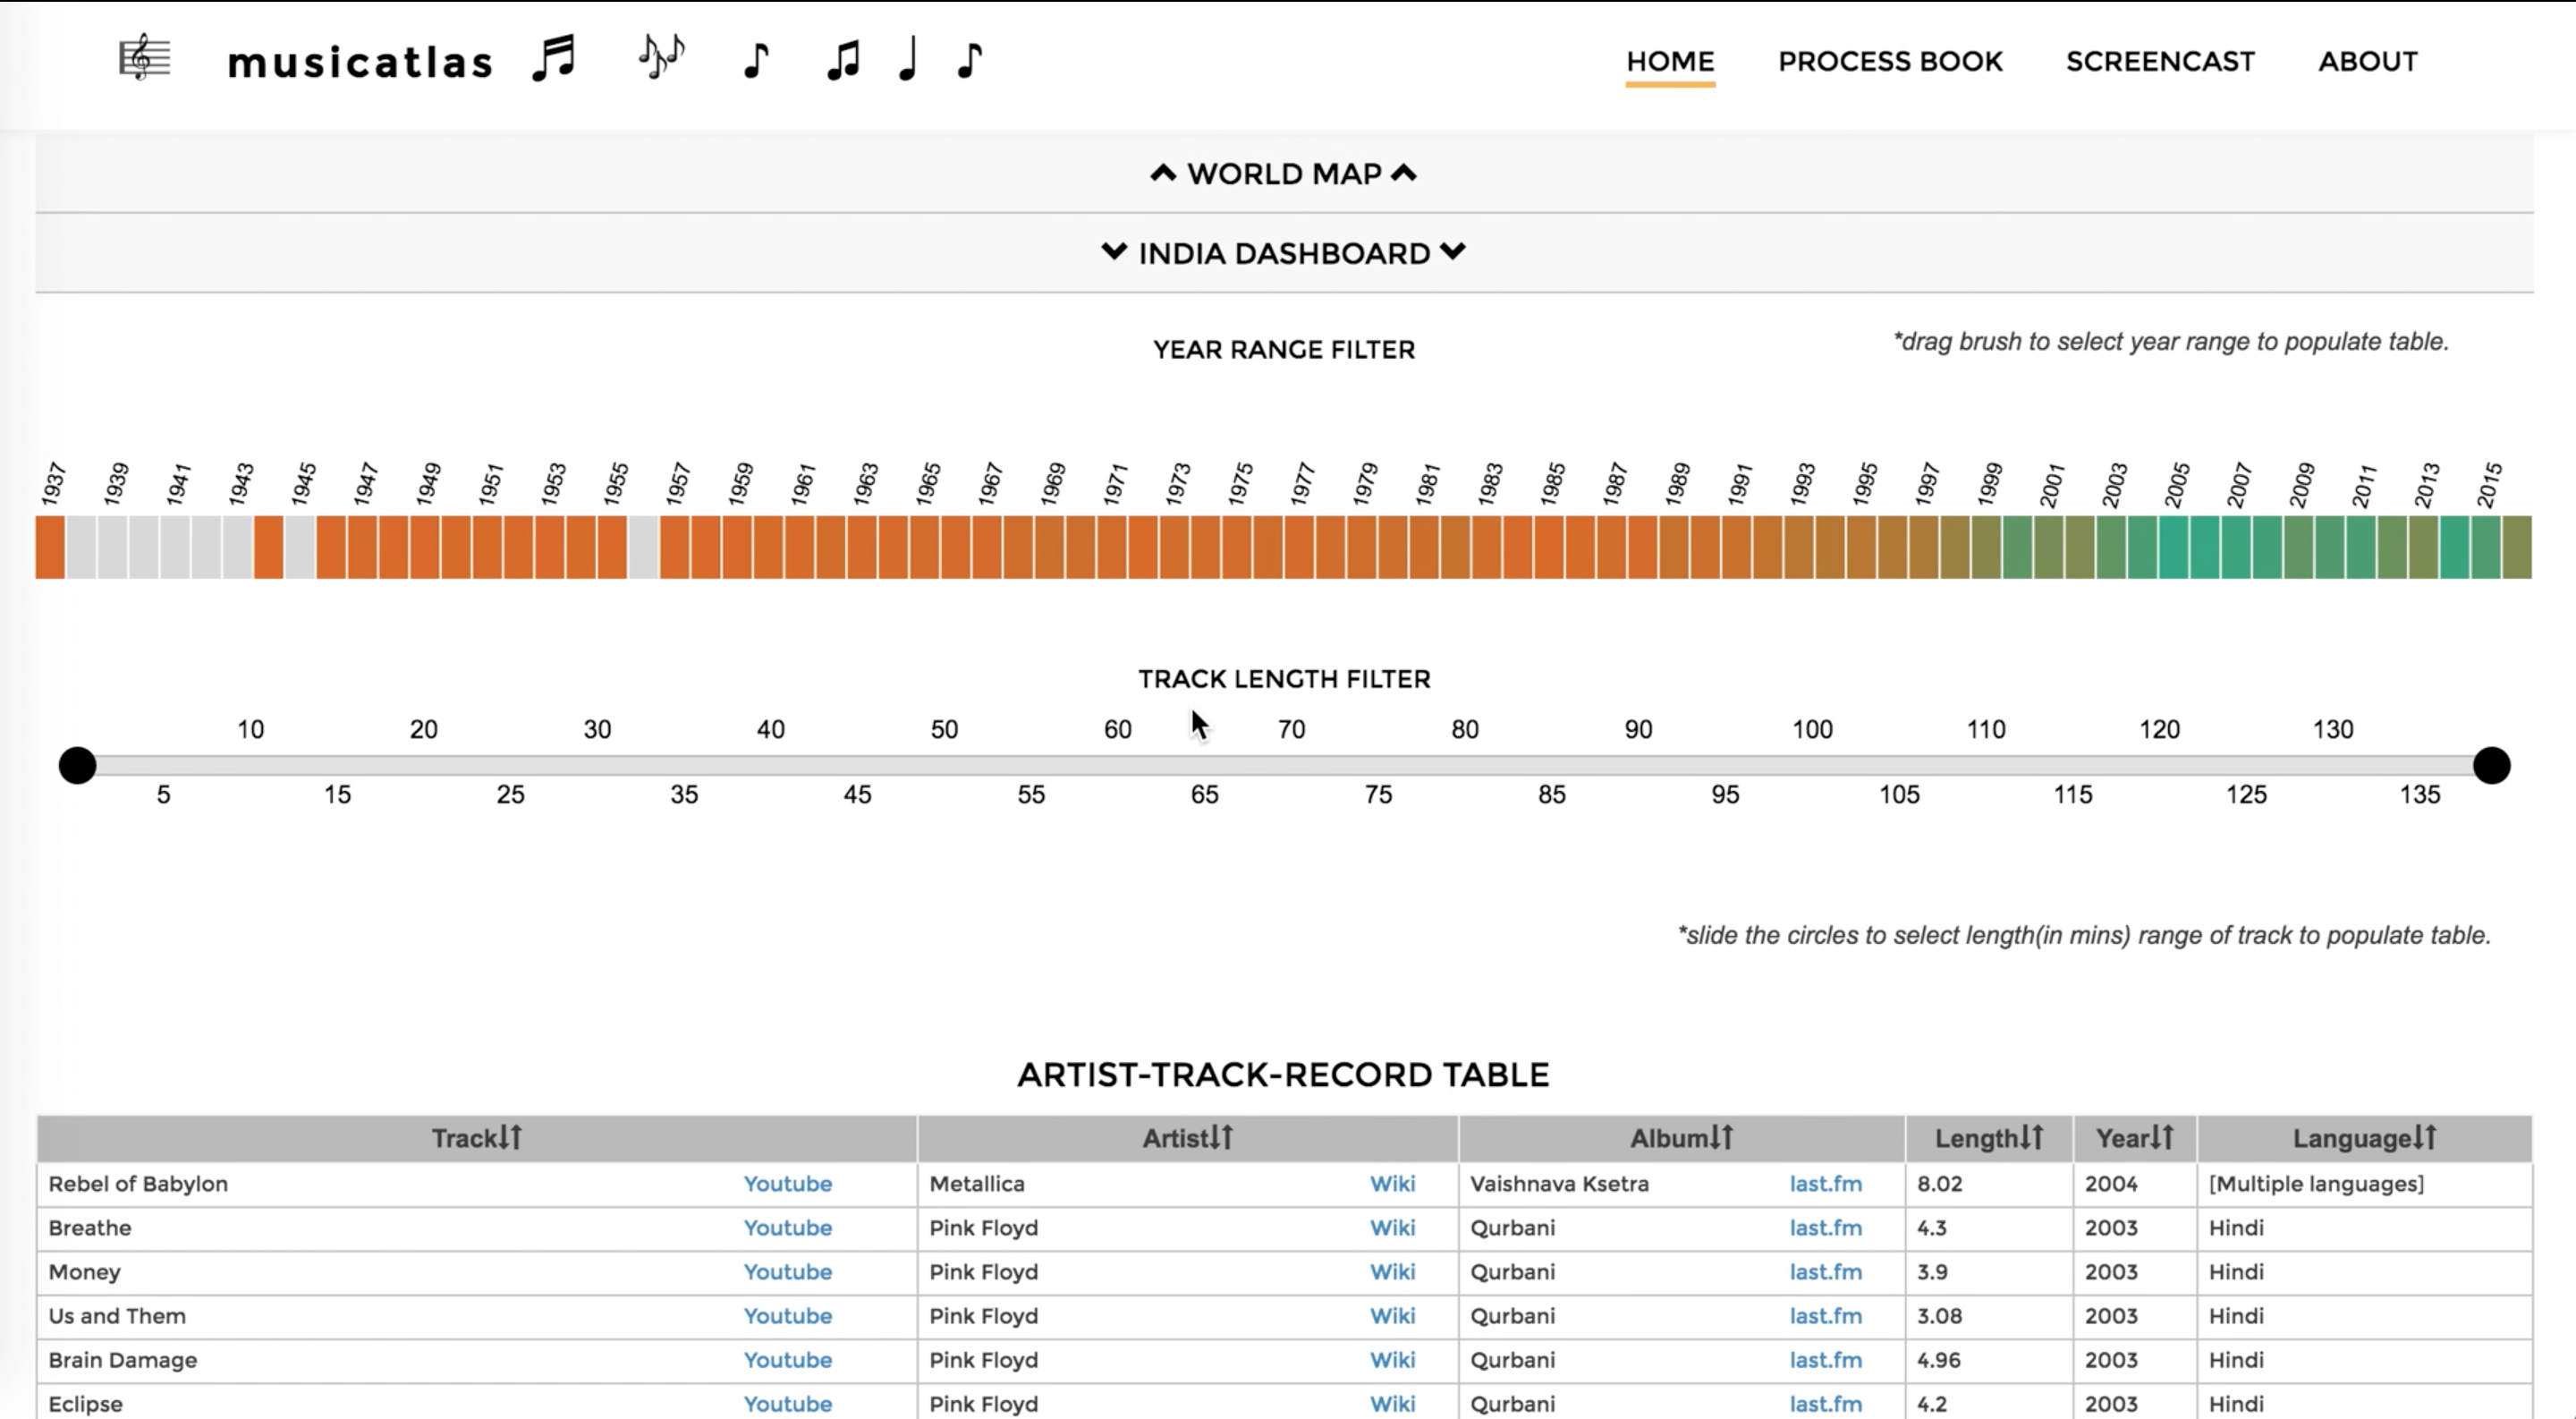 musicatlas HOME PROCESS BOOK SCREENCAST ABOUT
WORLD MAP
INDIA DASHBOARD
YEAR RANGE FILTER
*drag brush to select year range to populate table.
1937 1939 1941 1943 1945 1947 1949 1951 1953 1955 1957 1959 1961 1963 1965 1967 1969 1971 1973 1975 1977 1979 1981 1983 1985 1987 1989 1991 1993 1995 1997 1999 2001 2003 2005 2007 2009 2011 2013 2015
TRACK LENGTH FILTER
10 20 30 40 50 60 70 80 90 100 110 120 130
5 15 25 35 45 55 65 75 85 95 105 115 125 135
*slide the circles to select length(in mins) range of track to populate table.
ARTIST-TRACK-RECORD TABLE
Track Artist Album Length Year Language
Rebel of Babylon Youtube Metallica Wiki Vaishnava Ksetra last.fm 8.02 2004 [Multiple languages]
Breathe Youtube Pink Floyd Wiki Qurbani last.fm 4.3 2003 Hindi
Money Youtube Pink Floyd Wiki Qurbani last.fm 3.9 2003 Hindi
Us and Them Youtube Pink Floyd Wiki Qurbani last.fm 3.08 2003 Hindi
Brain Damage Youtube Pink Floyd Wiki Qurbani last.fm 4.96 2003 Hindi
Eclipse Youtube Pink Floyd Wiki Qurbani last.fm 4.2 2003 Hindi